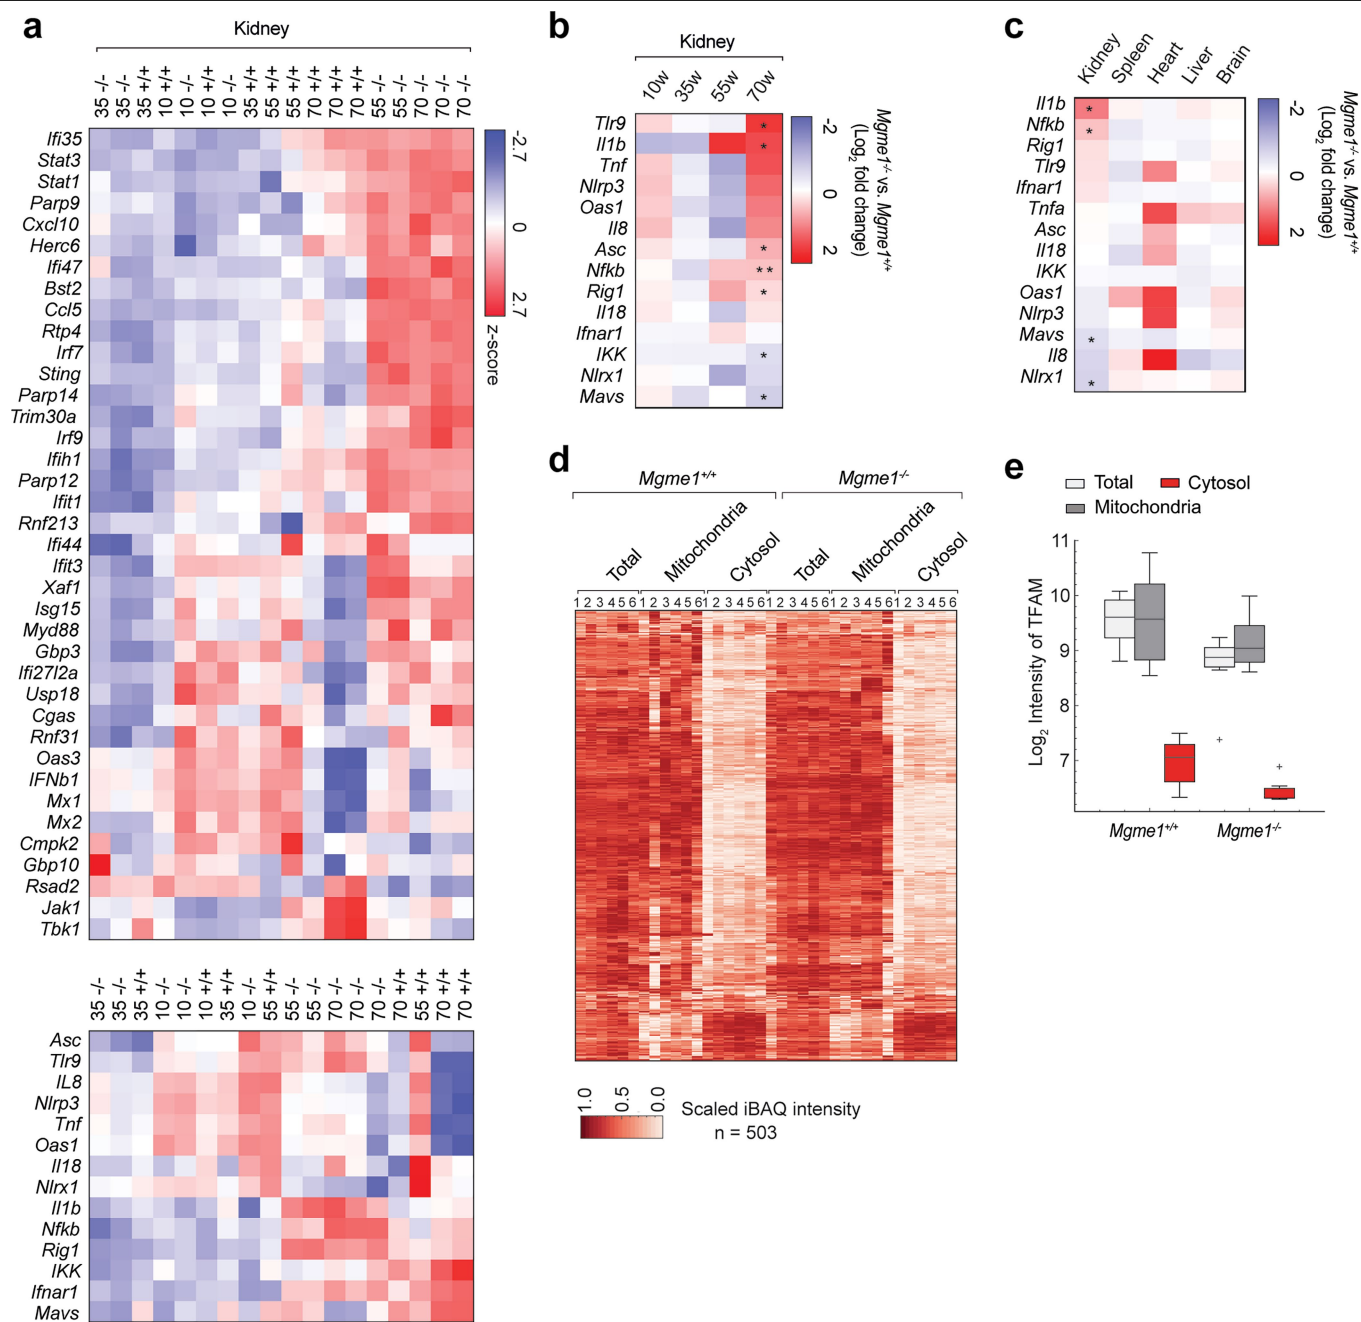 a
Kidney
35 -/-
35 -/-
35 +/+
10 +/+
10 -/-
10 +/+
10 -/-
35 +/+
55 +/+
55 +/+
70 +/+
70 +/+
70 +/+
55 -/-
55 -/-
70 -/-
70 -/-
70 -/-
Ifi35
Stat3
Stat1
Parp9
Cxcl10
Herc6
Ifi47
Bst2
Ccl5
Rtp4
Irf7
Sting
Parp14
Trim30a
Irf9
Ifih1
Parp12
Ifit1
Rnf213
Ifi44
Ifit3
Xaf1
Isg15
Myd88
Gbp3
Ifi27l2a
Usp18
Cgas
Rnf31
Oas3
IFNb1
Mx1
Mx2
Cmpk2
Gbp10
Rsad2
Jak1
Tbk1
-2.7
0
2.7
z-score
35 -/-
35 -/-
35 +/+
10 -/-
10 -/-
10 +/+
35 +/+
10 -/-
55 +/+
55 -/-
55 -/-
70 -/-
70 -/-
70 -/-
70 +/+
55 +/+
70 +/+
70 +/+
Asc
Tlr9
IL8
Nlrp3
Tnf
Oas1
Il18
Nlrx1
Il1b
Nfkb
Rig1
IKK
Ifnar1
Mavs
b
Kidney
10w 35w 55w 70w
Tlr9 *
Il1b *
Tnf
Nlrp3
Oas1
Il8
Asc *
Nfkb **
Rig1 *
Il18
Ifnar1
IKK *
Nlrx1
Mavs *
-2
0
2
Mgme1-/- vs. Mgme1+/+
(Log2 fold change)
c
Kidney Spleen Heart Liver Brain
Il1b *
Nfkb *
Rig1
Tlr9
Ifnar1
Tnfa
Asc
Il18
IKK
Oas1
Nlrp3
Mavs *
Il8
Nlrx1 *
-2
0
2
Mgme1-/- vs. Mgme1+/+
(Log2 fold change)
d
Mgme1+/+ Mgme1-/-
Total Mitochondria Cytosol Total Mitochondria Cytosol
1 2 3 4 5 6 1 2 3 4 5 6 1 2 3 4 5 6 1 2 3 4 5 6 1 2 3 4 5 6 1 2 3 4 5 6
1.0 0.5 0.0
Scaled iBAQ intensity
n = 503
e
Total Cytosol
Mitochondria
Log2 Intensity of TFAM
11
10
9
8
7
Mgme1+/+ Mgme1-/-